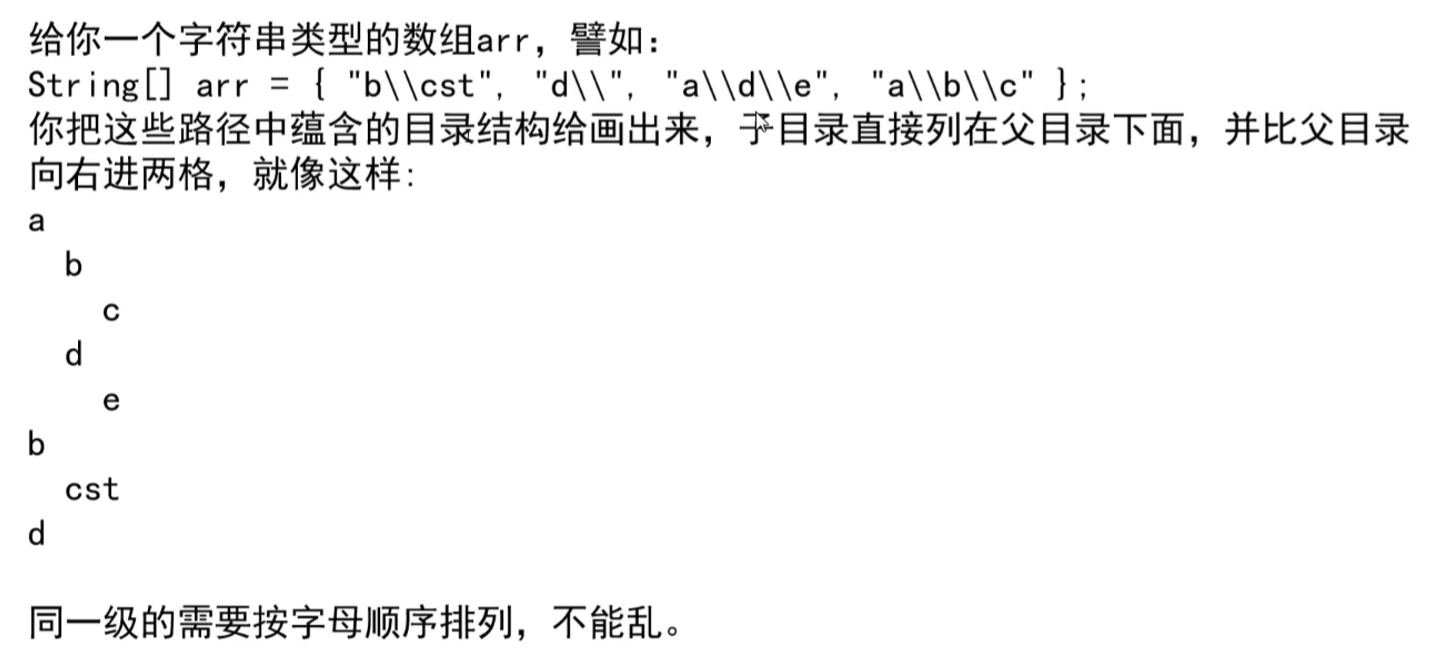 给你一个字符串类型的数组arr，譬如：
String[] arr = { "b\\cst", "d\\", "a\\d\\e", "a\\b\\c" };
你把这些路径中蕴含的目录结构给画出来，子目录直接列在父目录下面，并比父目录
向右进两格，就像这样:
a
  b
    c
  d
    e
b
  cst
d
同一级的需要按字母顺序排列，不能乱。